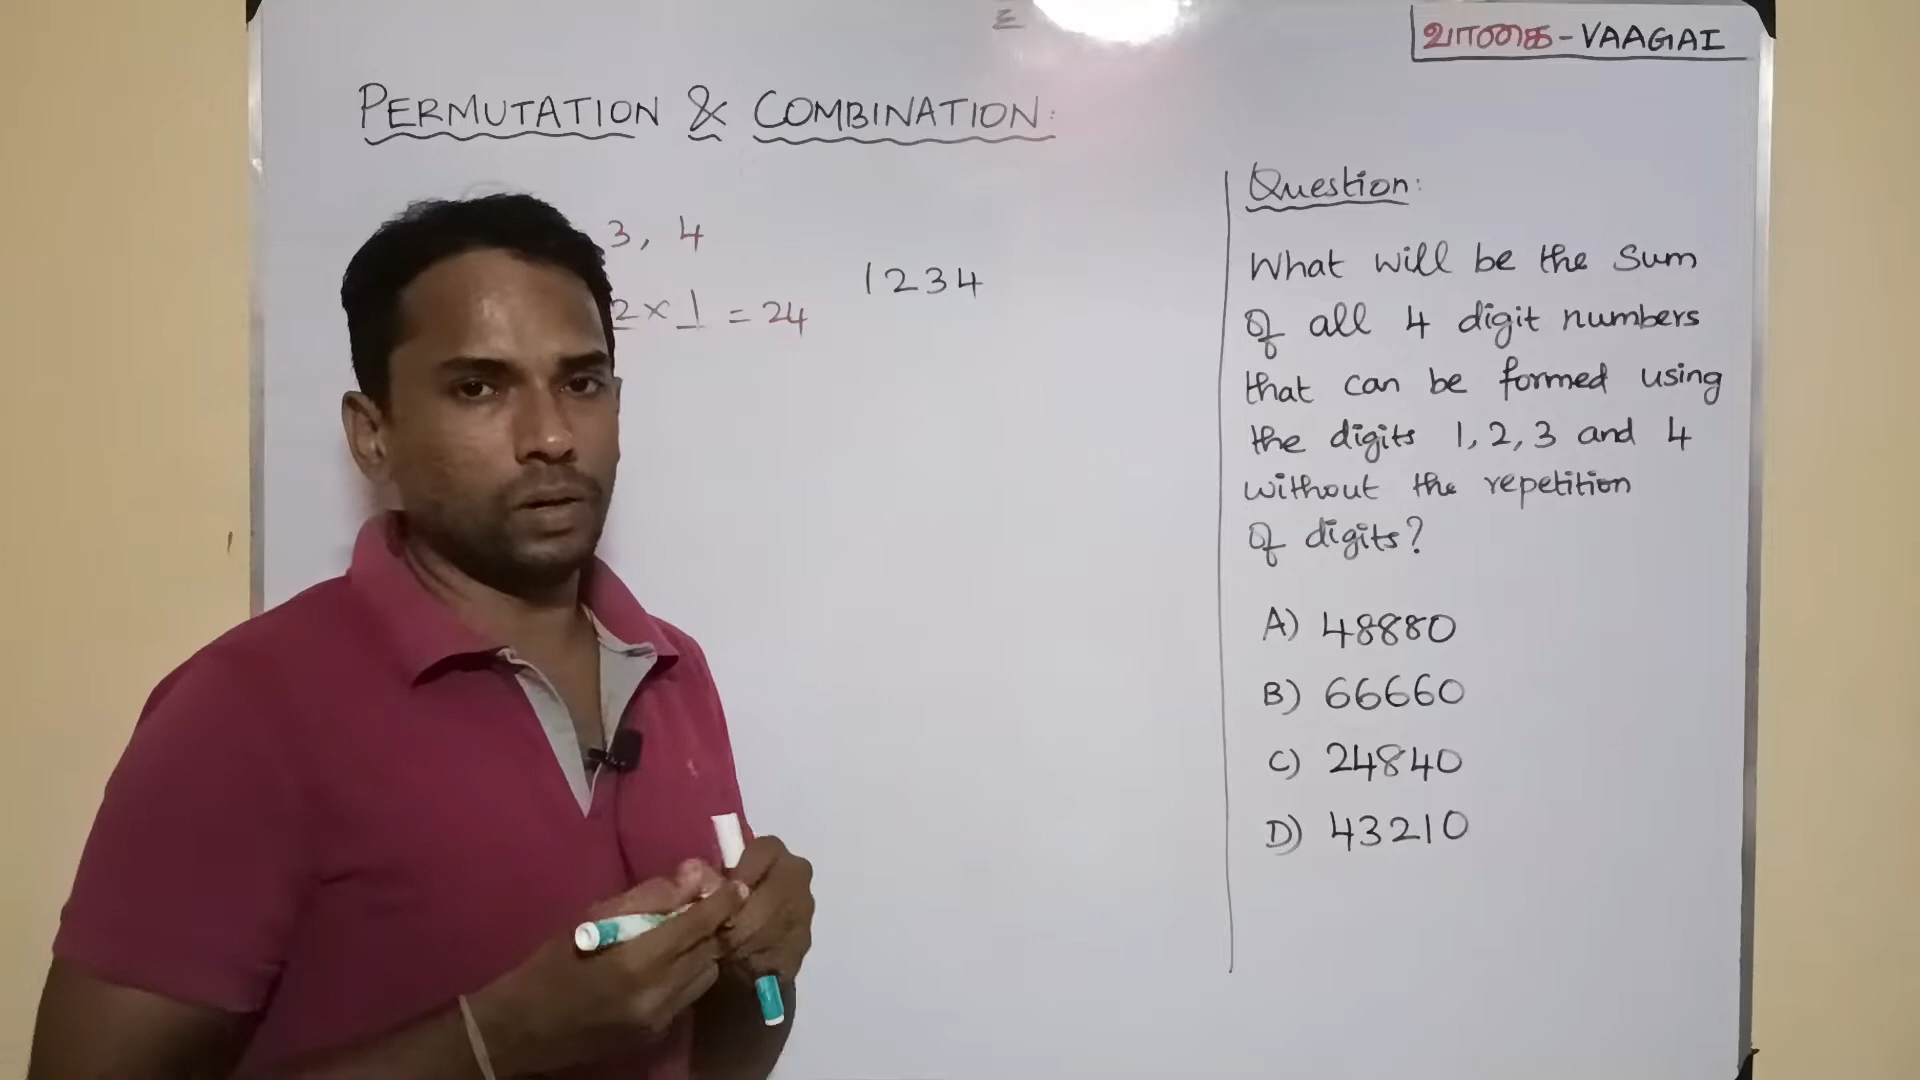 வாகை - VAAGAI
PERMUTATION & COMBINATION:
3, 4
2 × 1 = 24
1234
Question:
What will be the sum
of all 4 digit numbers
that can be formed using
the digits 1, 2, 3 and 4
without the repetition
of digits?
A) 48880
B) 66660
C) 24840
D) 43210